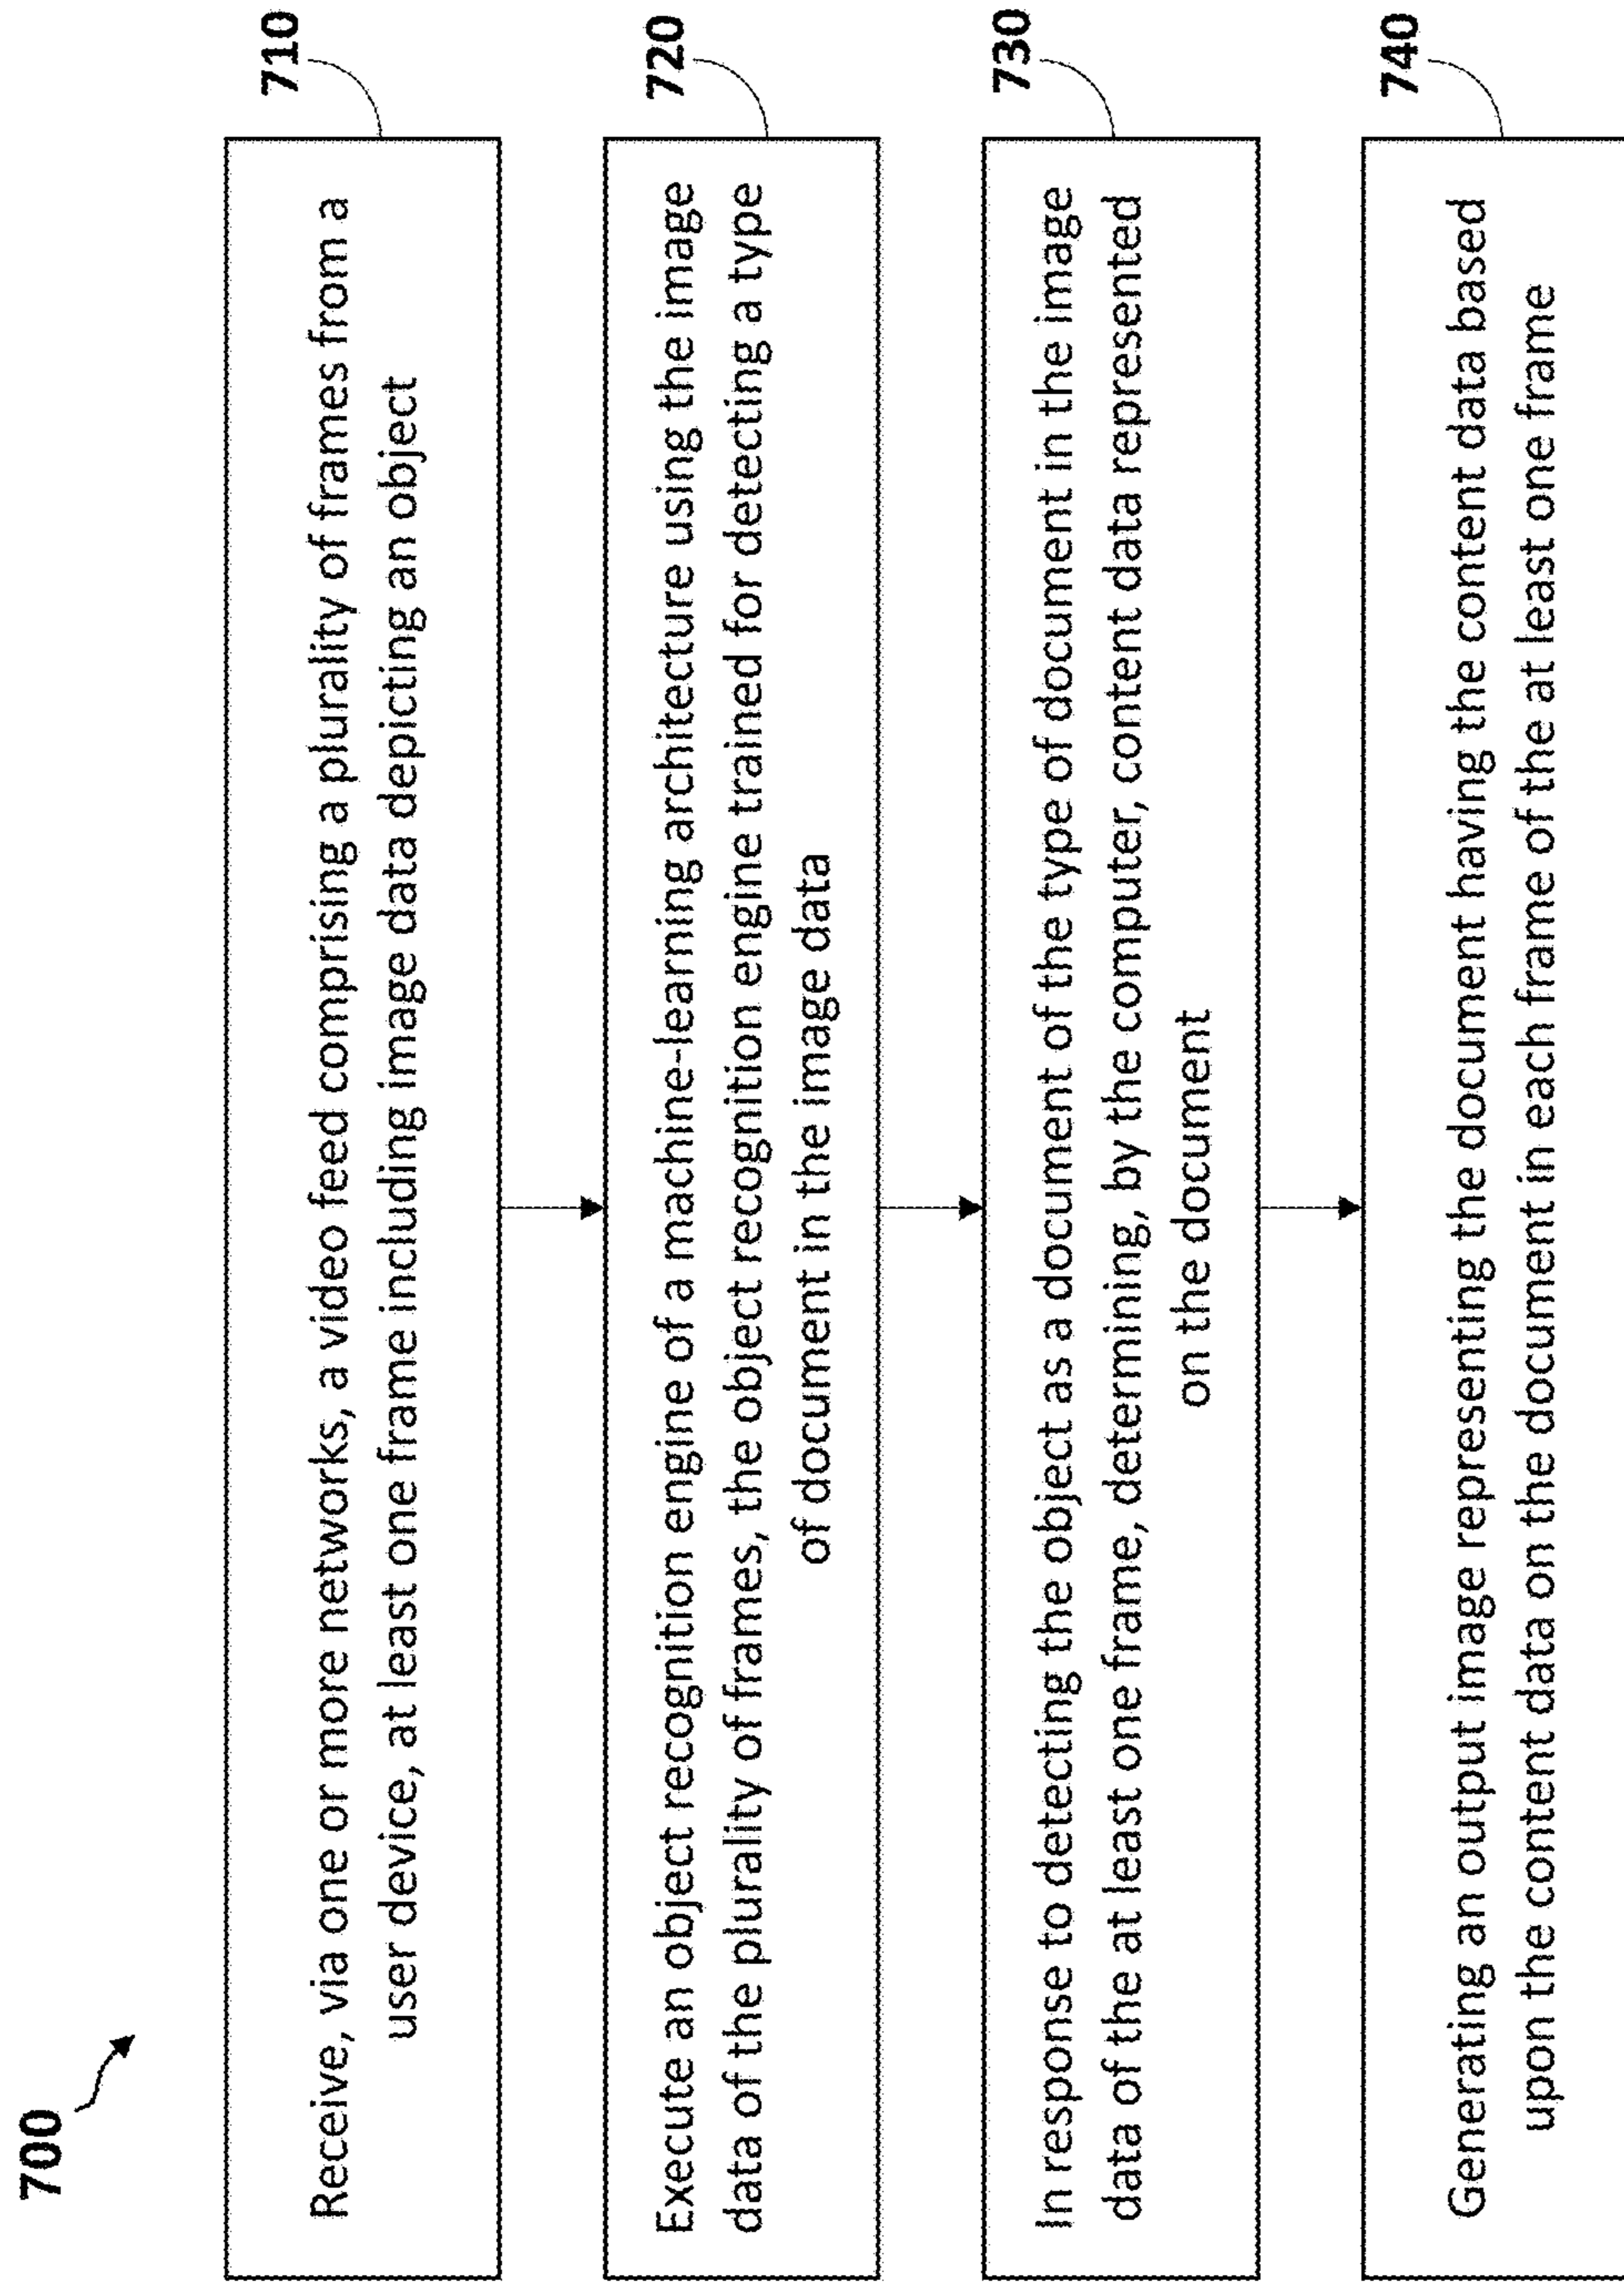 700
710
Receive, via one or more networks, a video feed comprising a plurality of frames from a
user device, at least one frame including image data depicting an object
720
Execute an object recognition engine of a machine-learning architecture using the image
data of the plurality of frames, the object recognition engine trained for detecting a type
of document in the image data
730
In response to detecting the object as a document of the type of document in the image
data of the at least one frame, determining, by the computer, content data represented
on the document
740
Generating an output image representing the document having the content data based
upon the content data on the document in each frame of the at least one frame